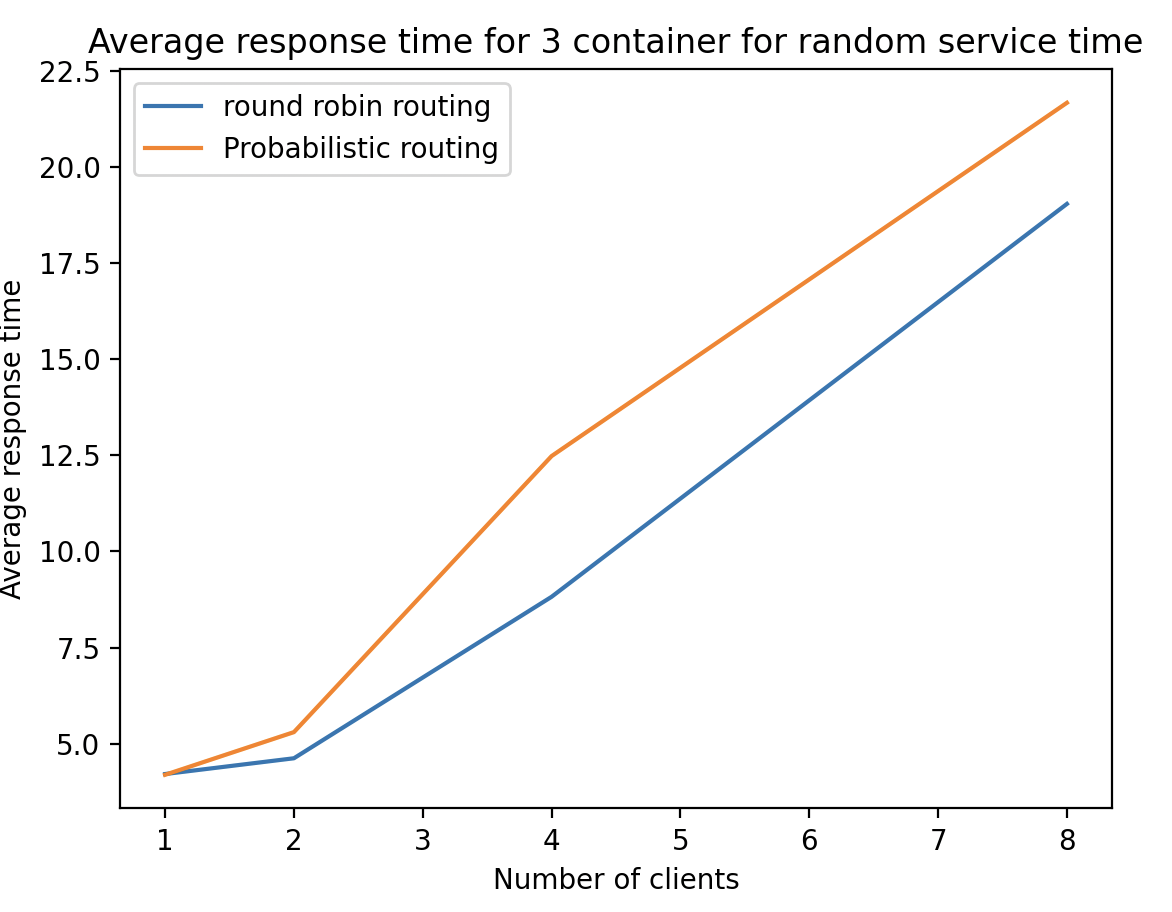 Average response time for 3 container for random service time
22.5
20.0
17.5
15.0
12.5
10.0
7.5
5.0
Average response time
round robin routing
Probabilistic routing
1 2 3 4 5 6 7 8
Number of clients